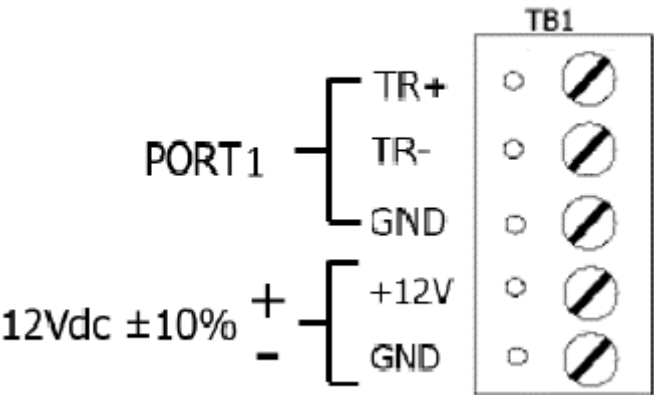 TB1
TR+
PORT1
TR-
GND
12Vdc ±10%
+
-
+12V
GND